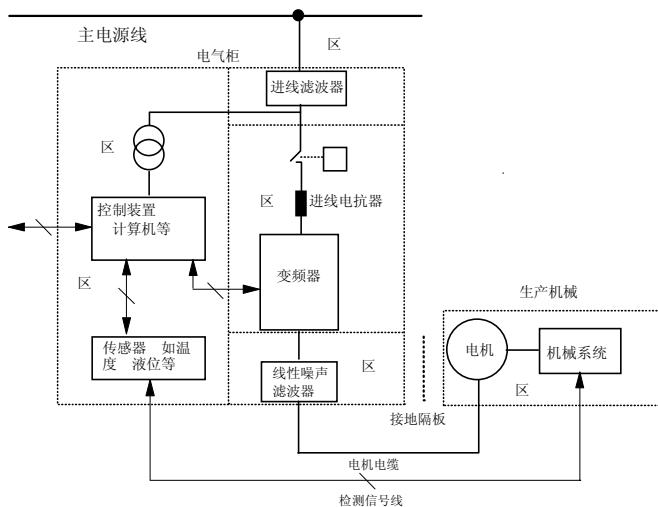 主电源线
区
电气柜
进线滤波器
区
控制装置
计算机等
区
进线电抗器
变频器
区
传感器 如温
度 液位等
线性噪声
滤波器
区
生产机械
电机
机械系统
区
接地隔板
电机电缆
检测信号线